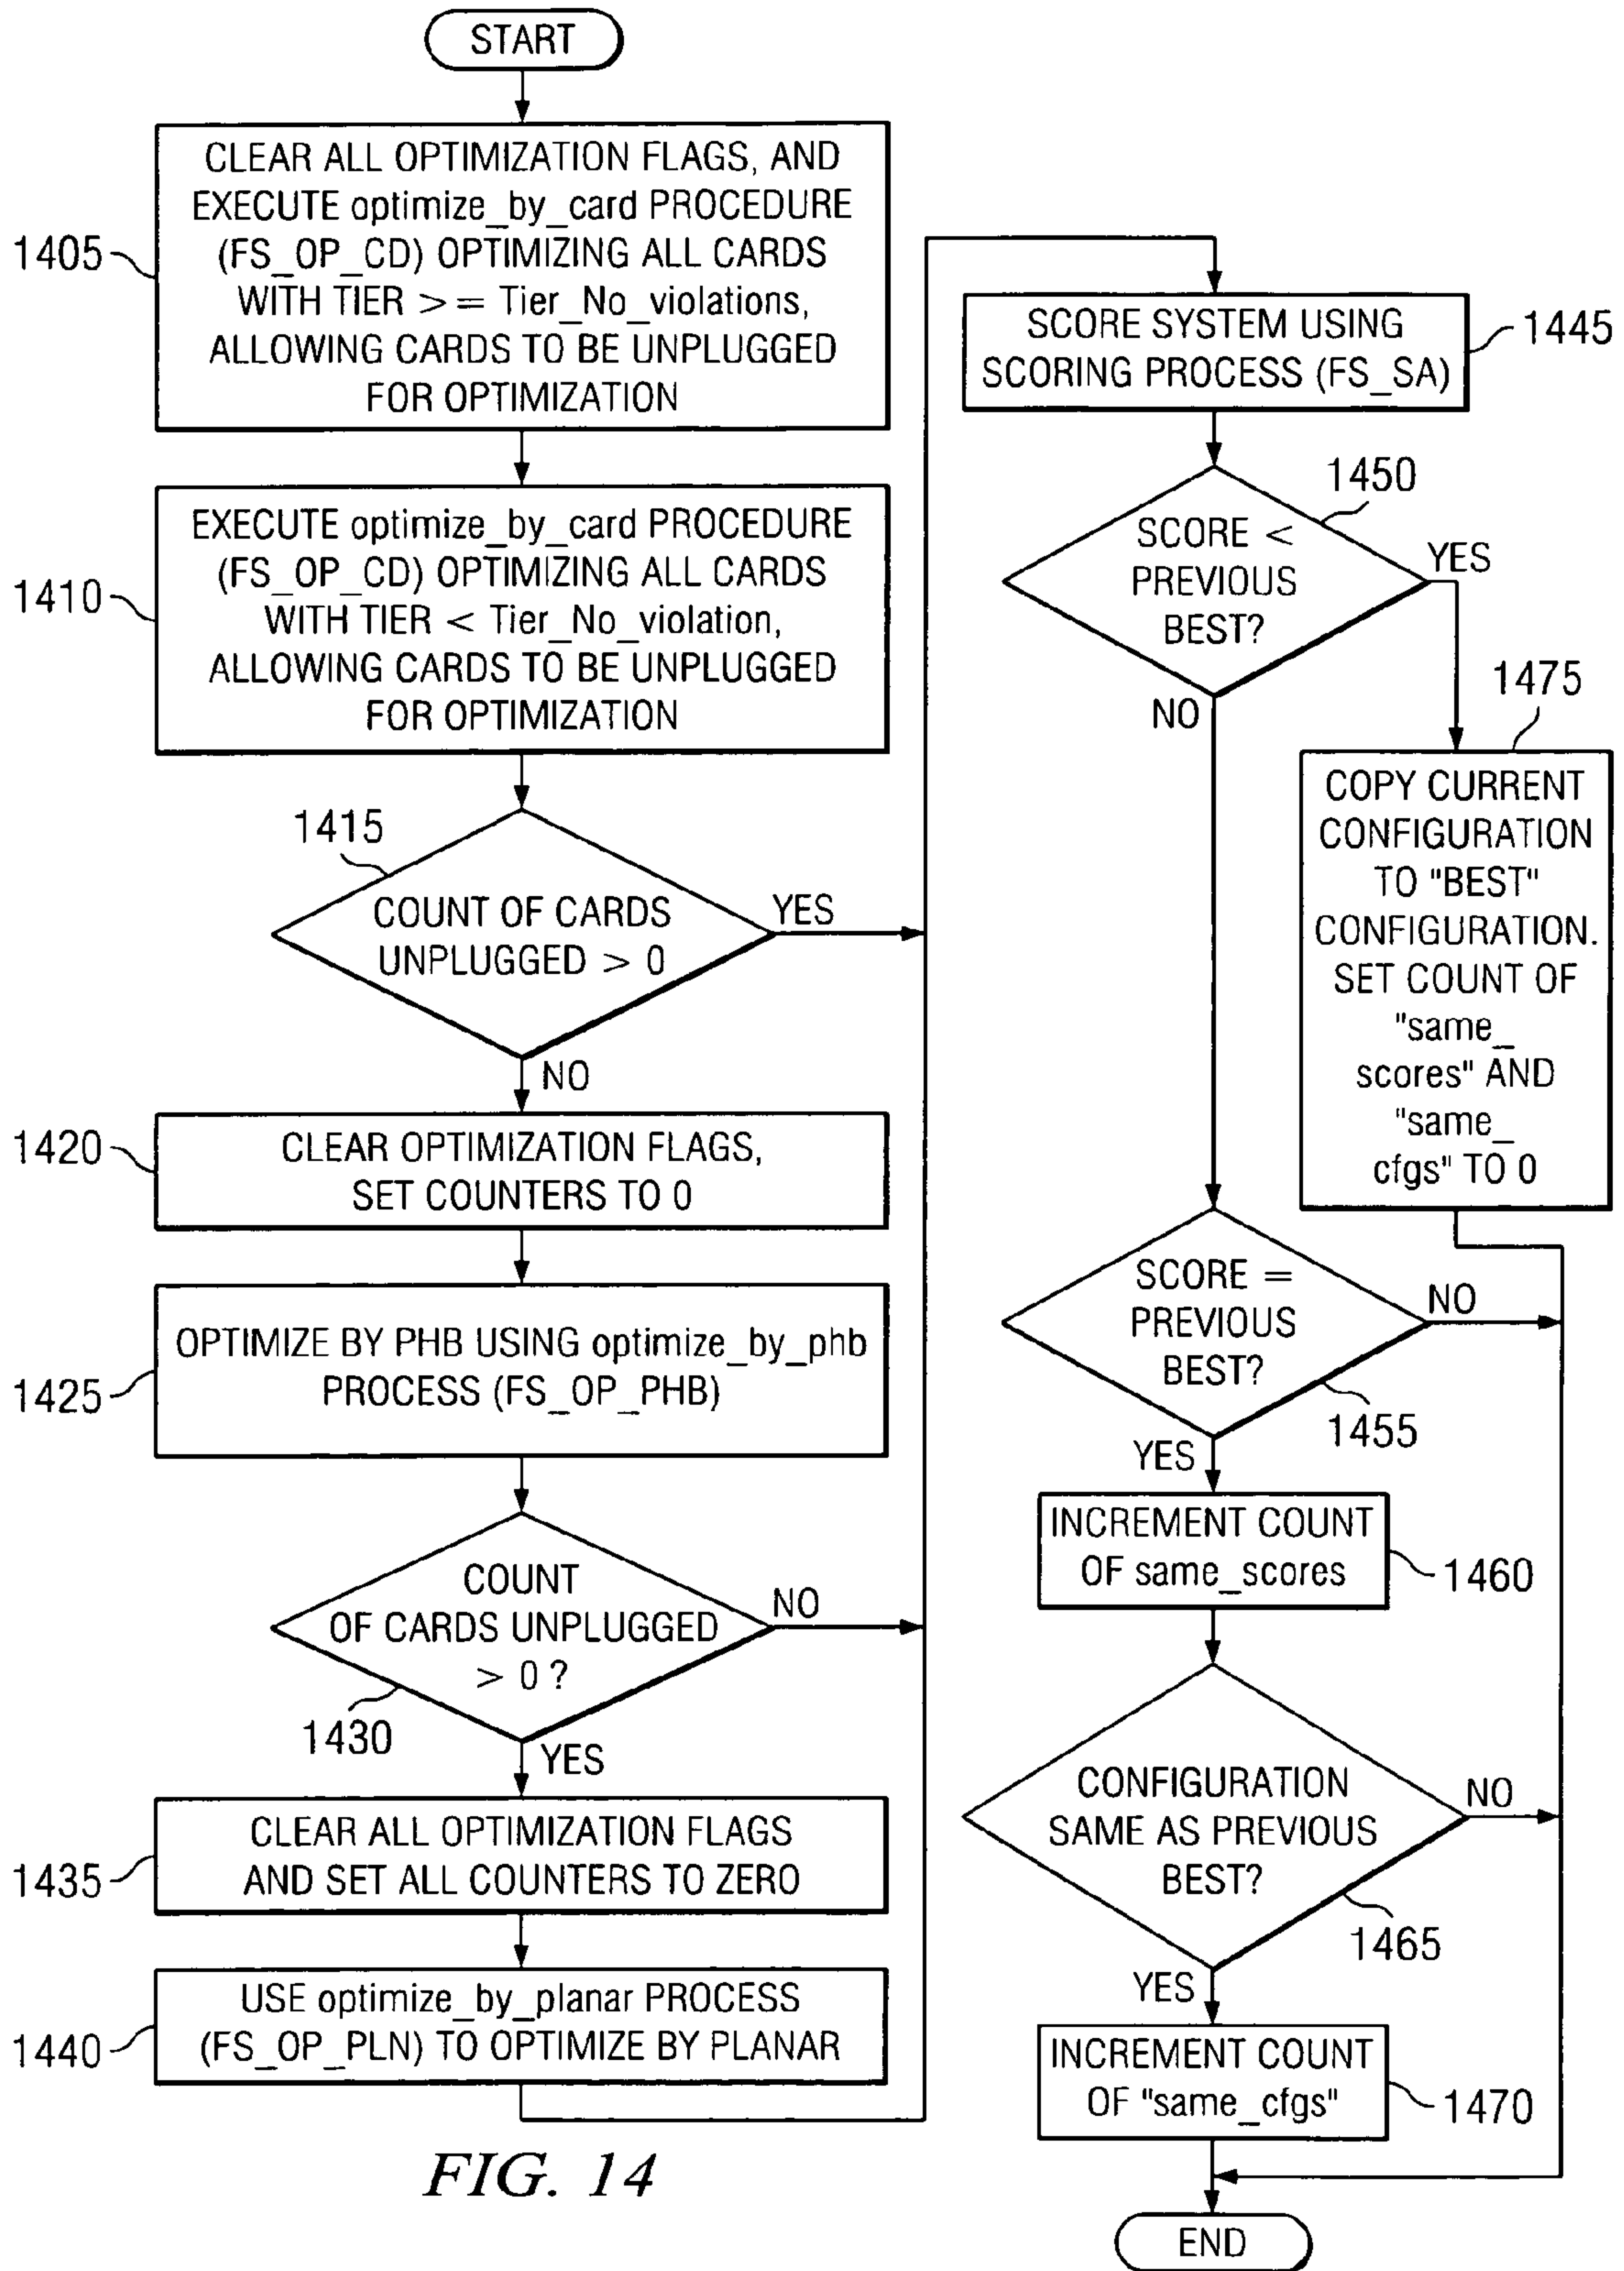 START
CLEAR ALL OPTIMIZATION FLAGS, AND
EXECUTE optimize_by_card PROCEDURE
(FS_OP_CD) OPTIMIZING ALL CARDS
WITH TIER >= Tier_No_violations,
ALLOWING CARDS TO BE UNPLUGGED
FOR OPTIMIZATION
1405
EXECUTE optimize_by_card PROCEDURE
(FS_OP_CD) OPTIMIZING ALL CARDS
WITH TIER < Tier_No_violation,
ALLOWING CARDS TO BE UNPLUGGED
FOR OPTIMIZATION
1410
1415
COUNT OF CARDS
UNPLUGGED > 0
YES
NO
1420
CLEAR OPTIMIZATION FLAGS,
SET COUNTERS TO 0
1425
OPTIMIZE BY PHB USING optimize_by_phb
PROCESS (FS_OP_PHB)
COUNT
OF CARDS UNPLUGGED
> 0 ?
NO
1430
YES
CLEAR ALL OPTIMIZATION FLAGS
AND SET ALL COUNTERS TO ZERO
1435
USE optimize_by_planar PROCESS
(FS_OP_PLN) TO OPTIMIZE BY PLANAR
1440
SCORE SYSTEM USING
SCORING PROCESS (FS_SA)
1445
1450
SCORE <
PREVIOUS
BEST?
YES
NO
1475
COPY CURRENT
CONFIGURATION
TO "BEST"
CONFIGURATION.
SET COUNT OF
"same_
scores" AND
"same_
cfgs" TO 0
SCORE =
PREVIOUS
BEST?
NO
1455
YES
INCREMENT COUNT
OF same_scores
1460
CONFIGURATION
SAME AS PREVIOUS
BEST?
NO
1465
YES
INCREMENT COUNT
OF "same_cfgs"
1470
END
FIG. 14